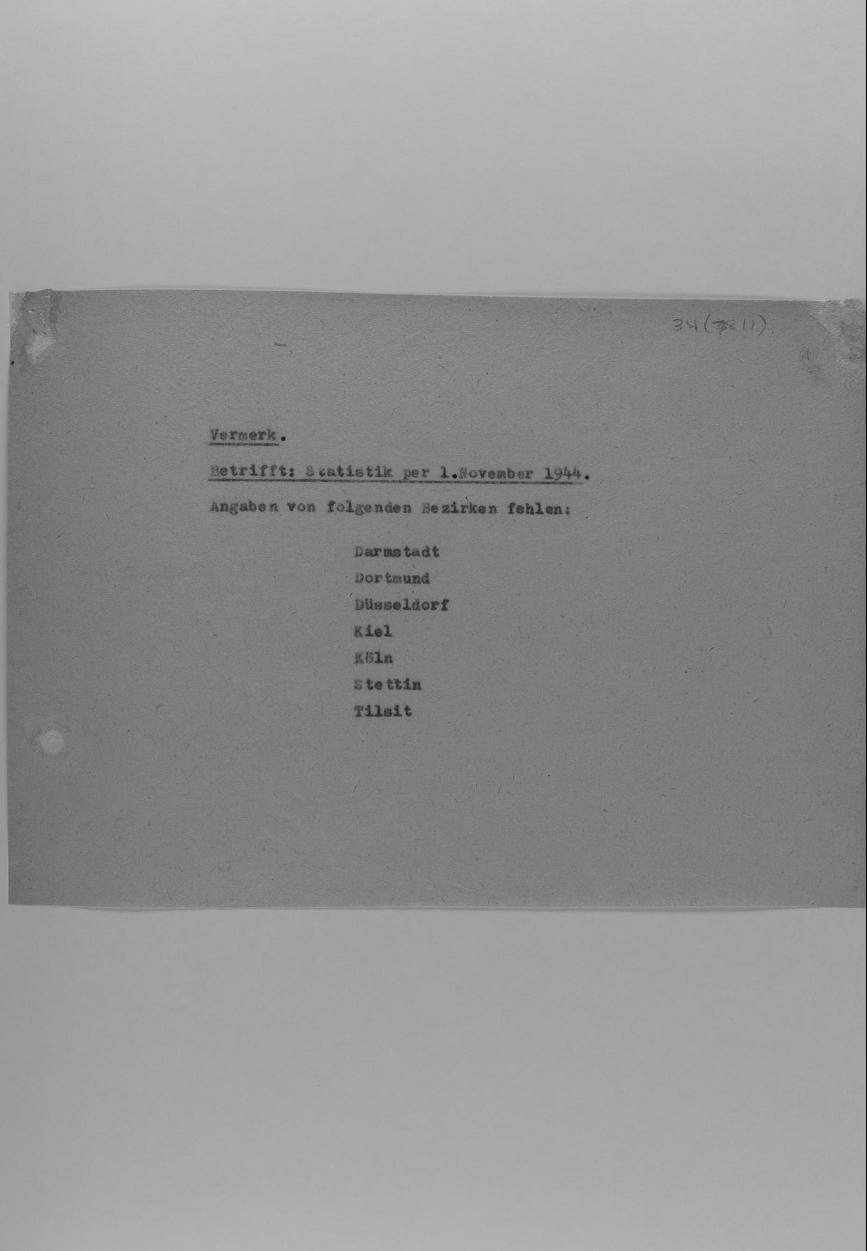 34(
11)
Vermerk.
Betrifft: Statistik per 1.November 1944.
Angaben von folgenden Bezirken fehlen:
Darmstadt
Dortmund
Düsseldorf
Kiel
Köln
Stettin
Tilsit